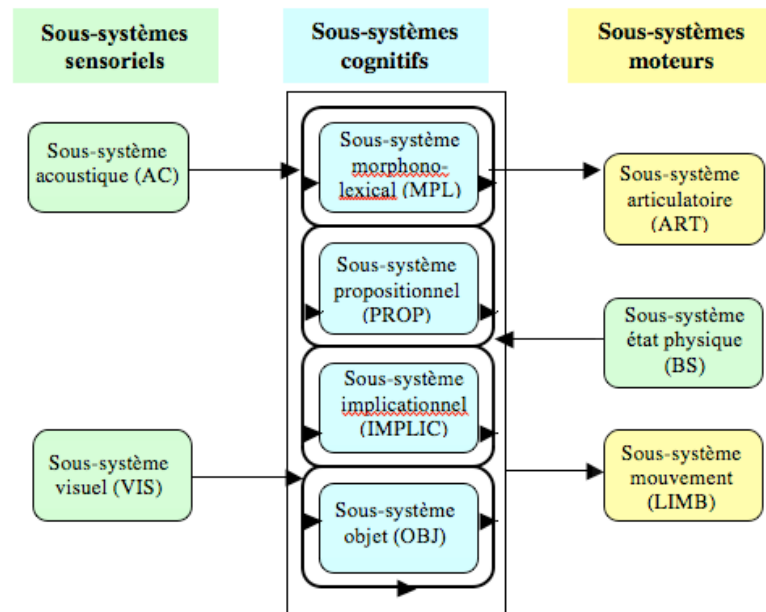 Sous-systèmes
sensoriels
Sous-systèmes
cognitifs
Sous-systèmes
moteurs
Sous-système
acoustique (AC)
Sous-système
visuel (VIS)
Sous-système
morphono-
lexical (MPL)
Sous-système
propositionnel
(PROP)
Sous-système
implicationnel
(IMPLIC)
Sous-système
objet (OBJ)
Sous-système
articulatoire
(ART)
Sous-système
état physique
(BS)
Sous-système
mouvement
(LIMB)